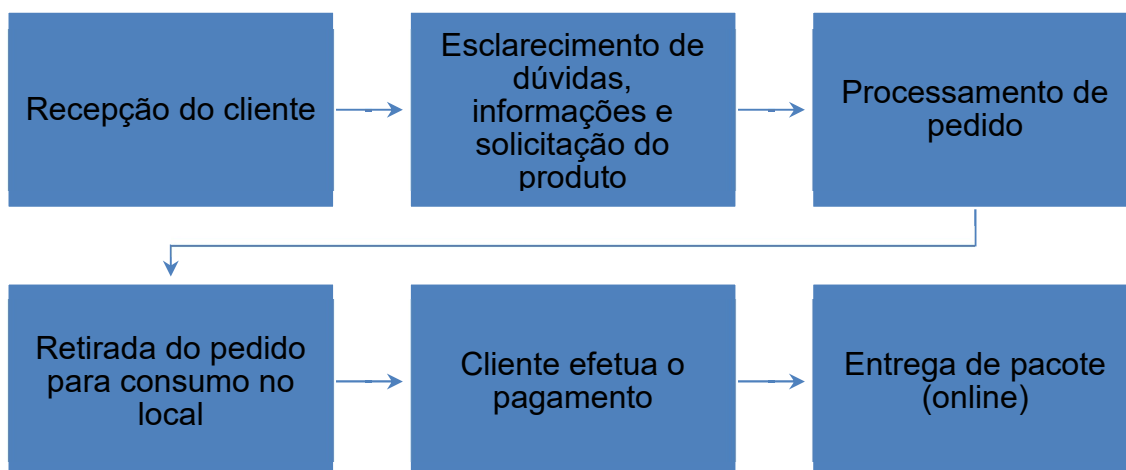 Recepção do cliente
Esclarecimento de
dúvidas,
informações e
solicitação do
produto
Processamento de
pedido
Retirada do pedido
para consumo no
local
Cliente efetua o
pagamento
Entrega de pacote
(online)